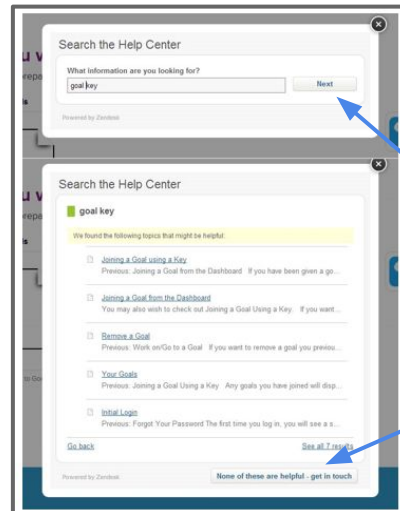 Search the Help Center
What information are you looking for?
goal key
Next
Powered by Zendesk
Search the Help Center
goal key
We found the following topics that might be helpful:
Joining a Goal using a Key
Previous: Joining a Goal from the Dashboard If you have been given a go...
Joining a Goal from the Dashboard
You may also wish to check out Joining a Goal Using a Key. If you want...
Remove a Goal
Previous: Work on/Go to a Goal If you want to remove a goal you previou...
Your Goals
Previous: Joining a Goal Using a Key Any goals you have joined will disp...
Initial Login
Previous: Forgot Your Password The first time you log in, you will see a s...
Go back
See all 7 results
Powered by Zendesk
None of these are helpful - get in touch